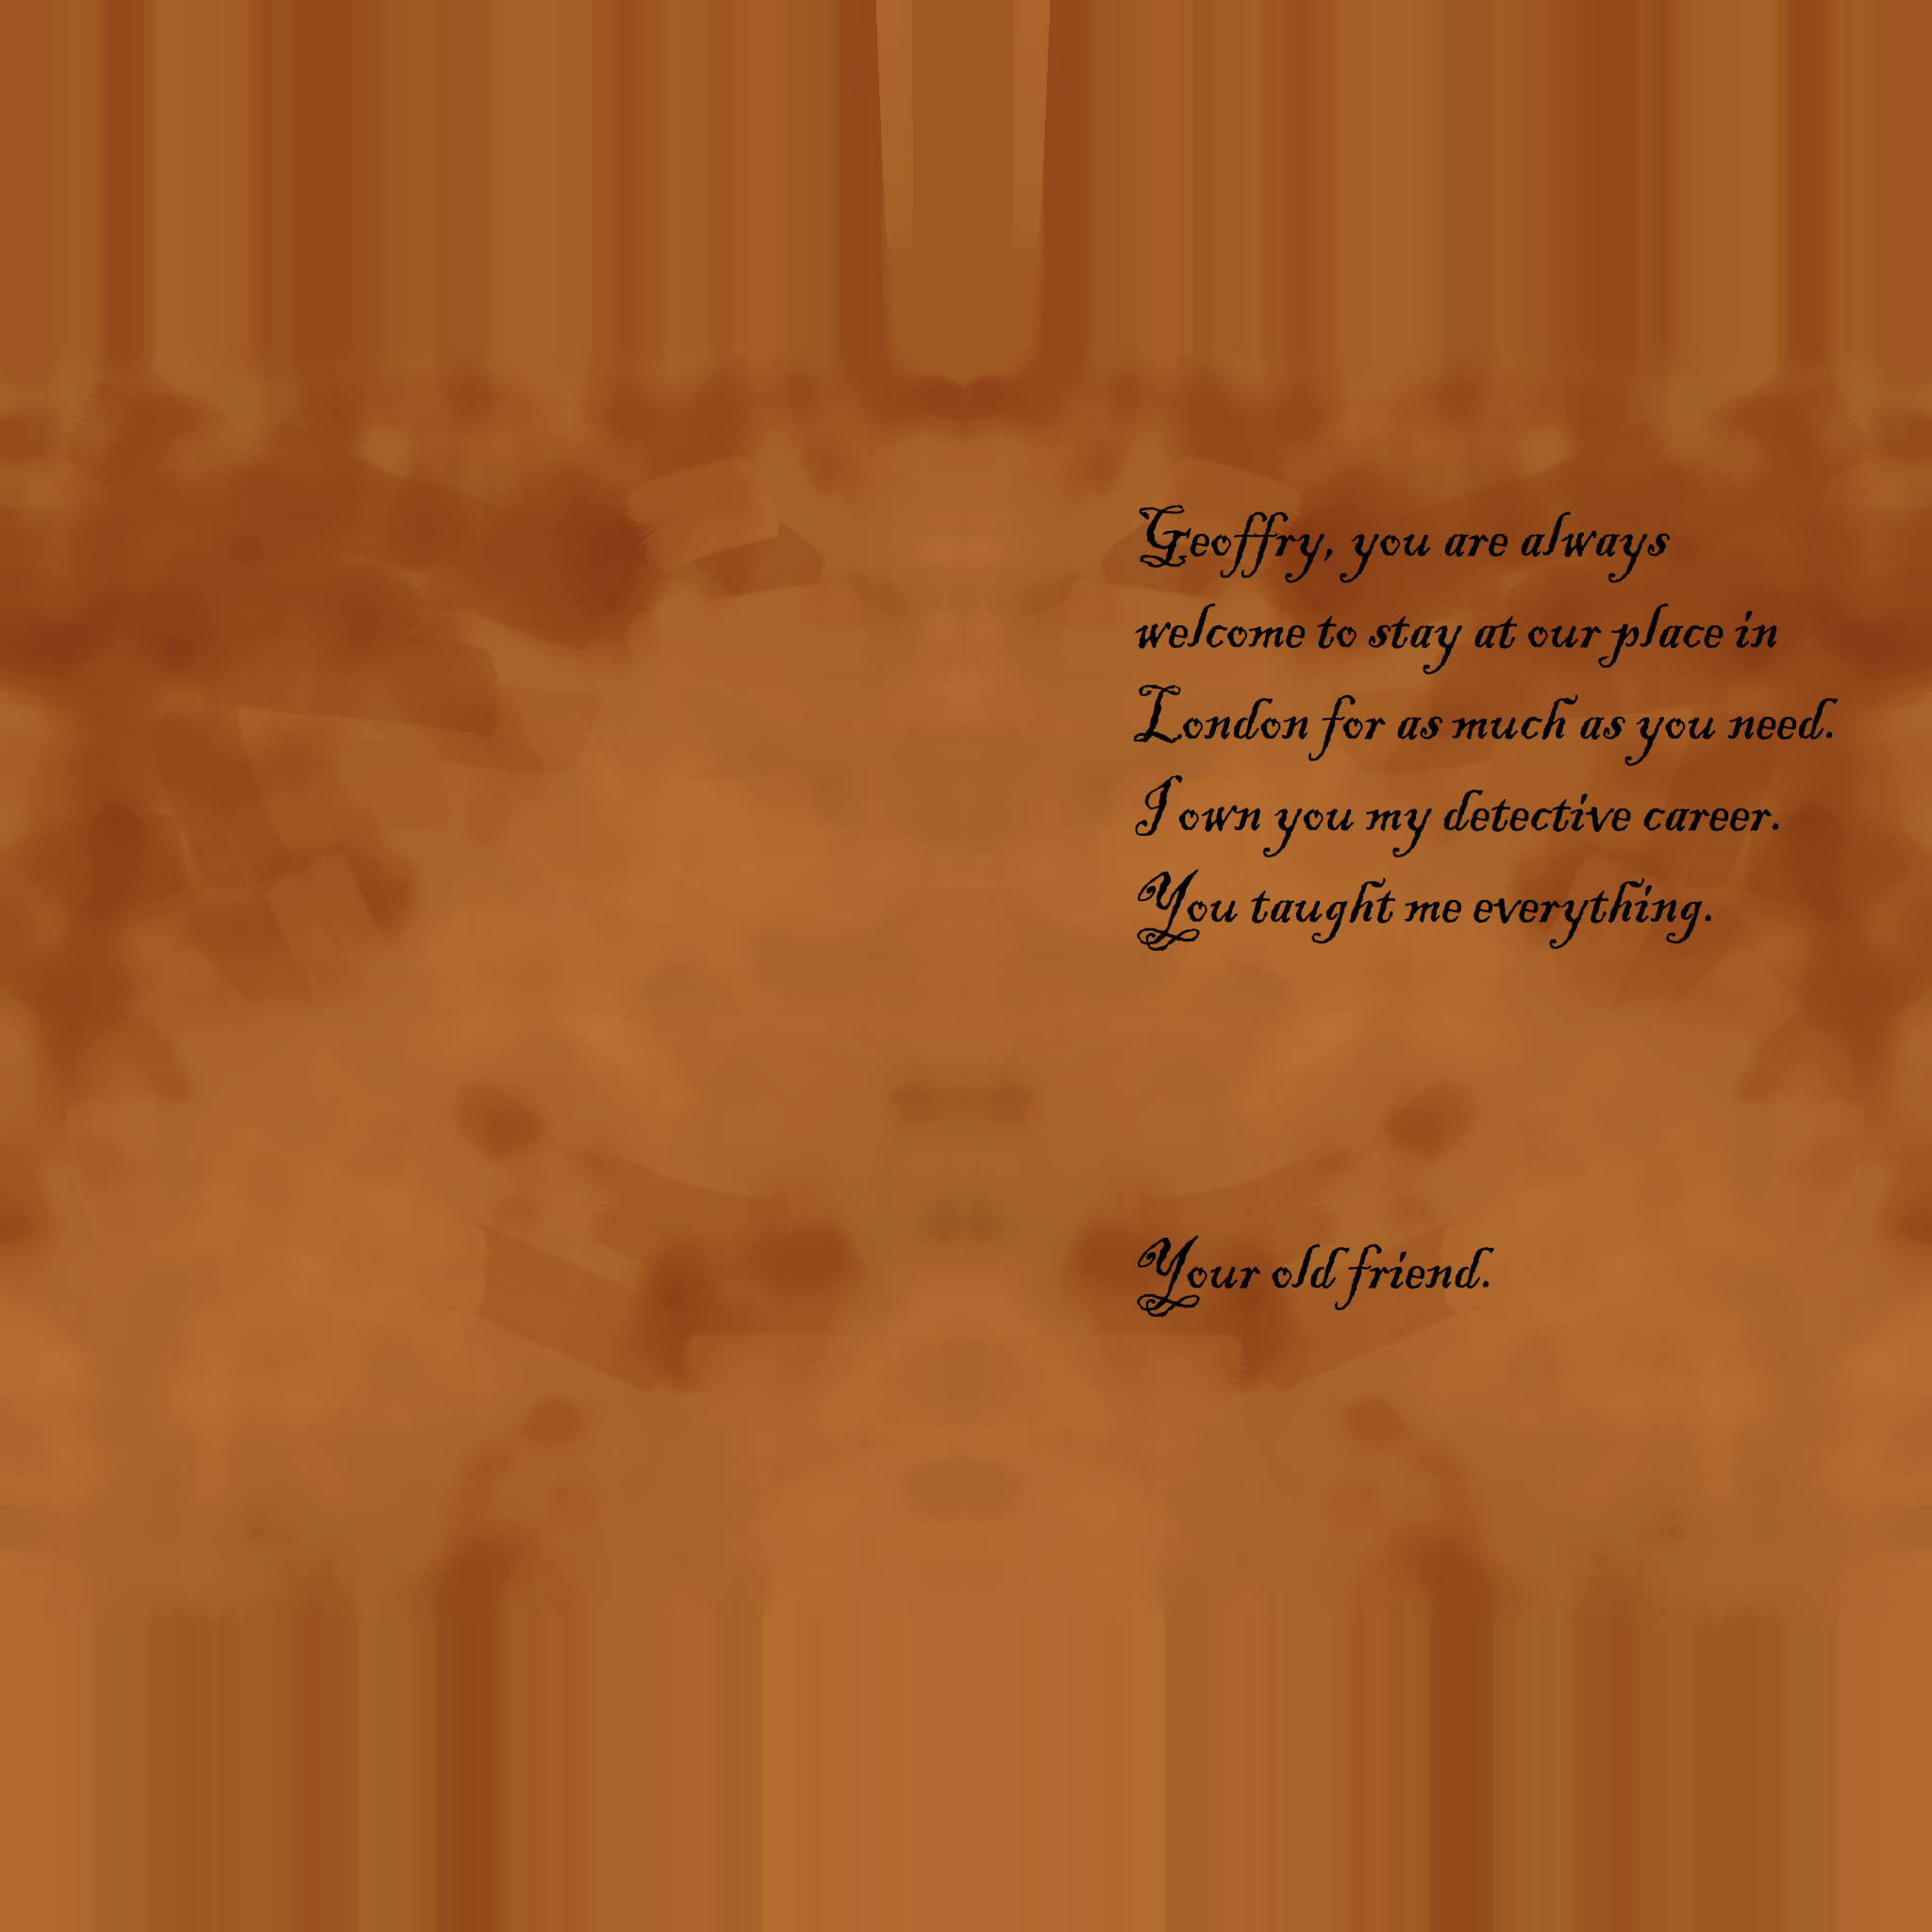 Geoffry, you are always
welcome to stay at our place in
London for as much as you need.
I own you my detective career.
You taught me everything.
Your old friend.